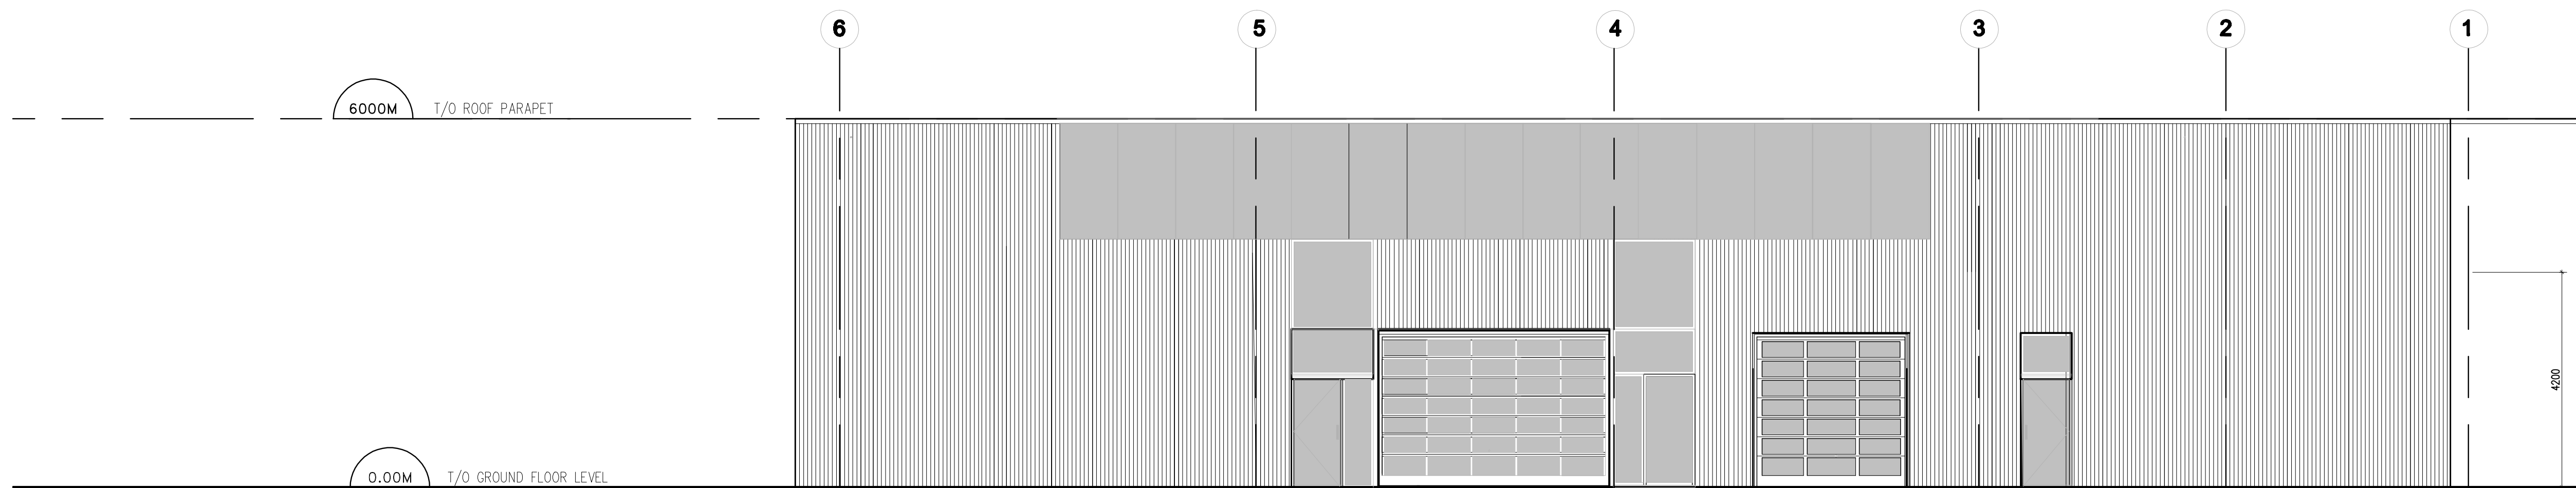 6 5 4 3 2 1
6000M T/O ROOF PARAPET
4200
0.00M T/O GROUND FLOOR LEVEL